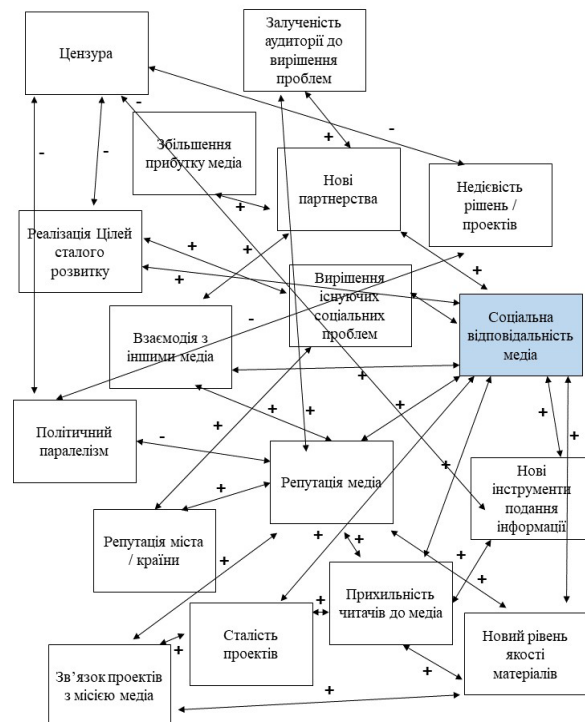 Цензура
Залученість
аудиторії до
вирішення
проблем
-
-
-
-
+
Збільшення
прибутку медіа
Нові
партнерства
Недієвість
рішень /
проектів
+
Реалізація Цілей
сталого
розвитку
+
+
+
+
Вирішення
існуючих
соціальних
проблем
+
Соціальна
відповідальність
медіа
-
Взаємодія з
іншими медіа
+
+
+
+
+
Політичний
паралелізм
-
+
+
Репутація медіа
Нові
інструменти
подання
інформації
+
Репутація міста
/ країни
+
+
+
+
+
Прихильність
читачів до медіа
+
+
Сталість
проектів
Новий рівень
якості
матеріалів
+
+
Зв’язок проектів
з місією медіа
+